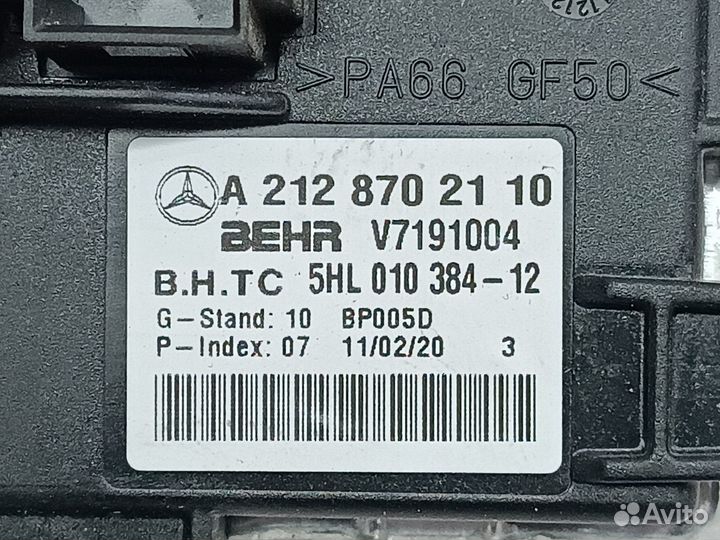 >PA66 GF50<
A 212 870 21 10
BEHR V7191004
B.H.TC 5HL 010 384-12
G-Stand: 10 BP005D
P-Index: 07 11/02/20 3
Avito